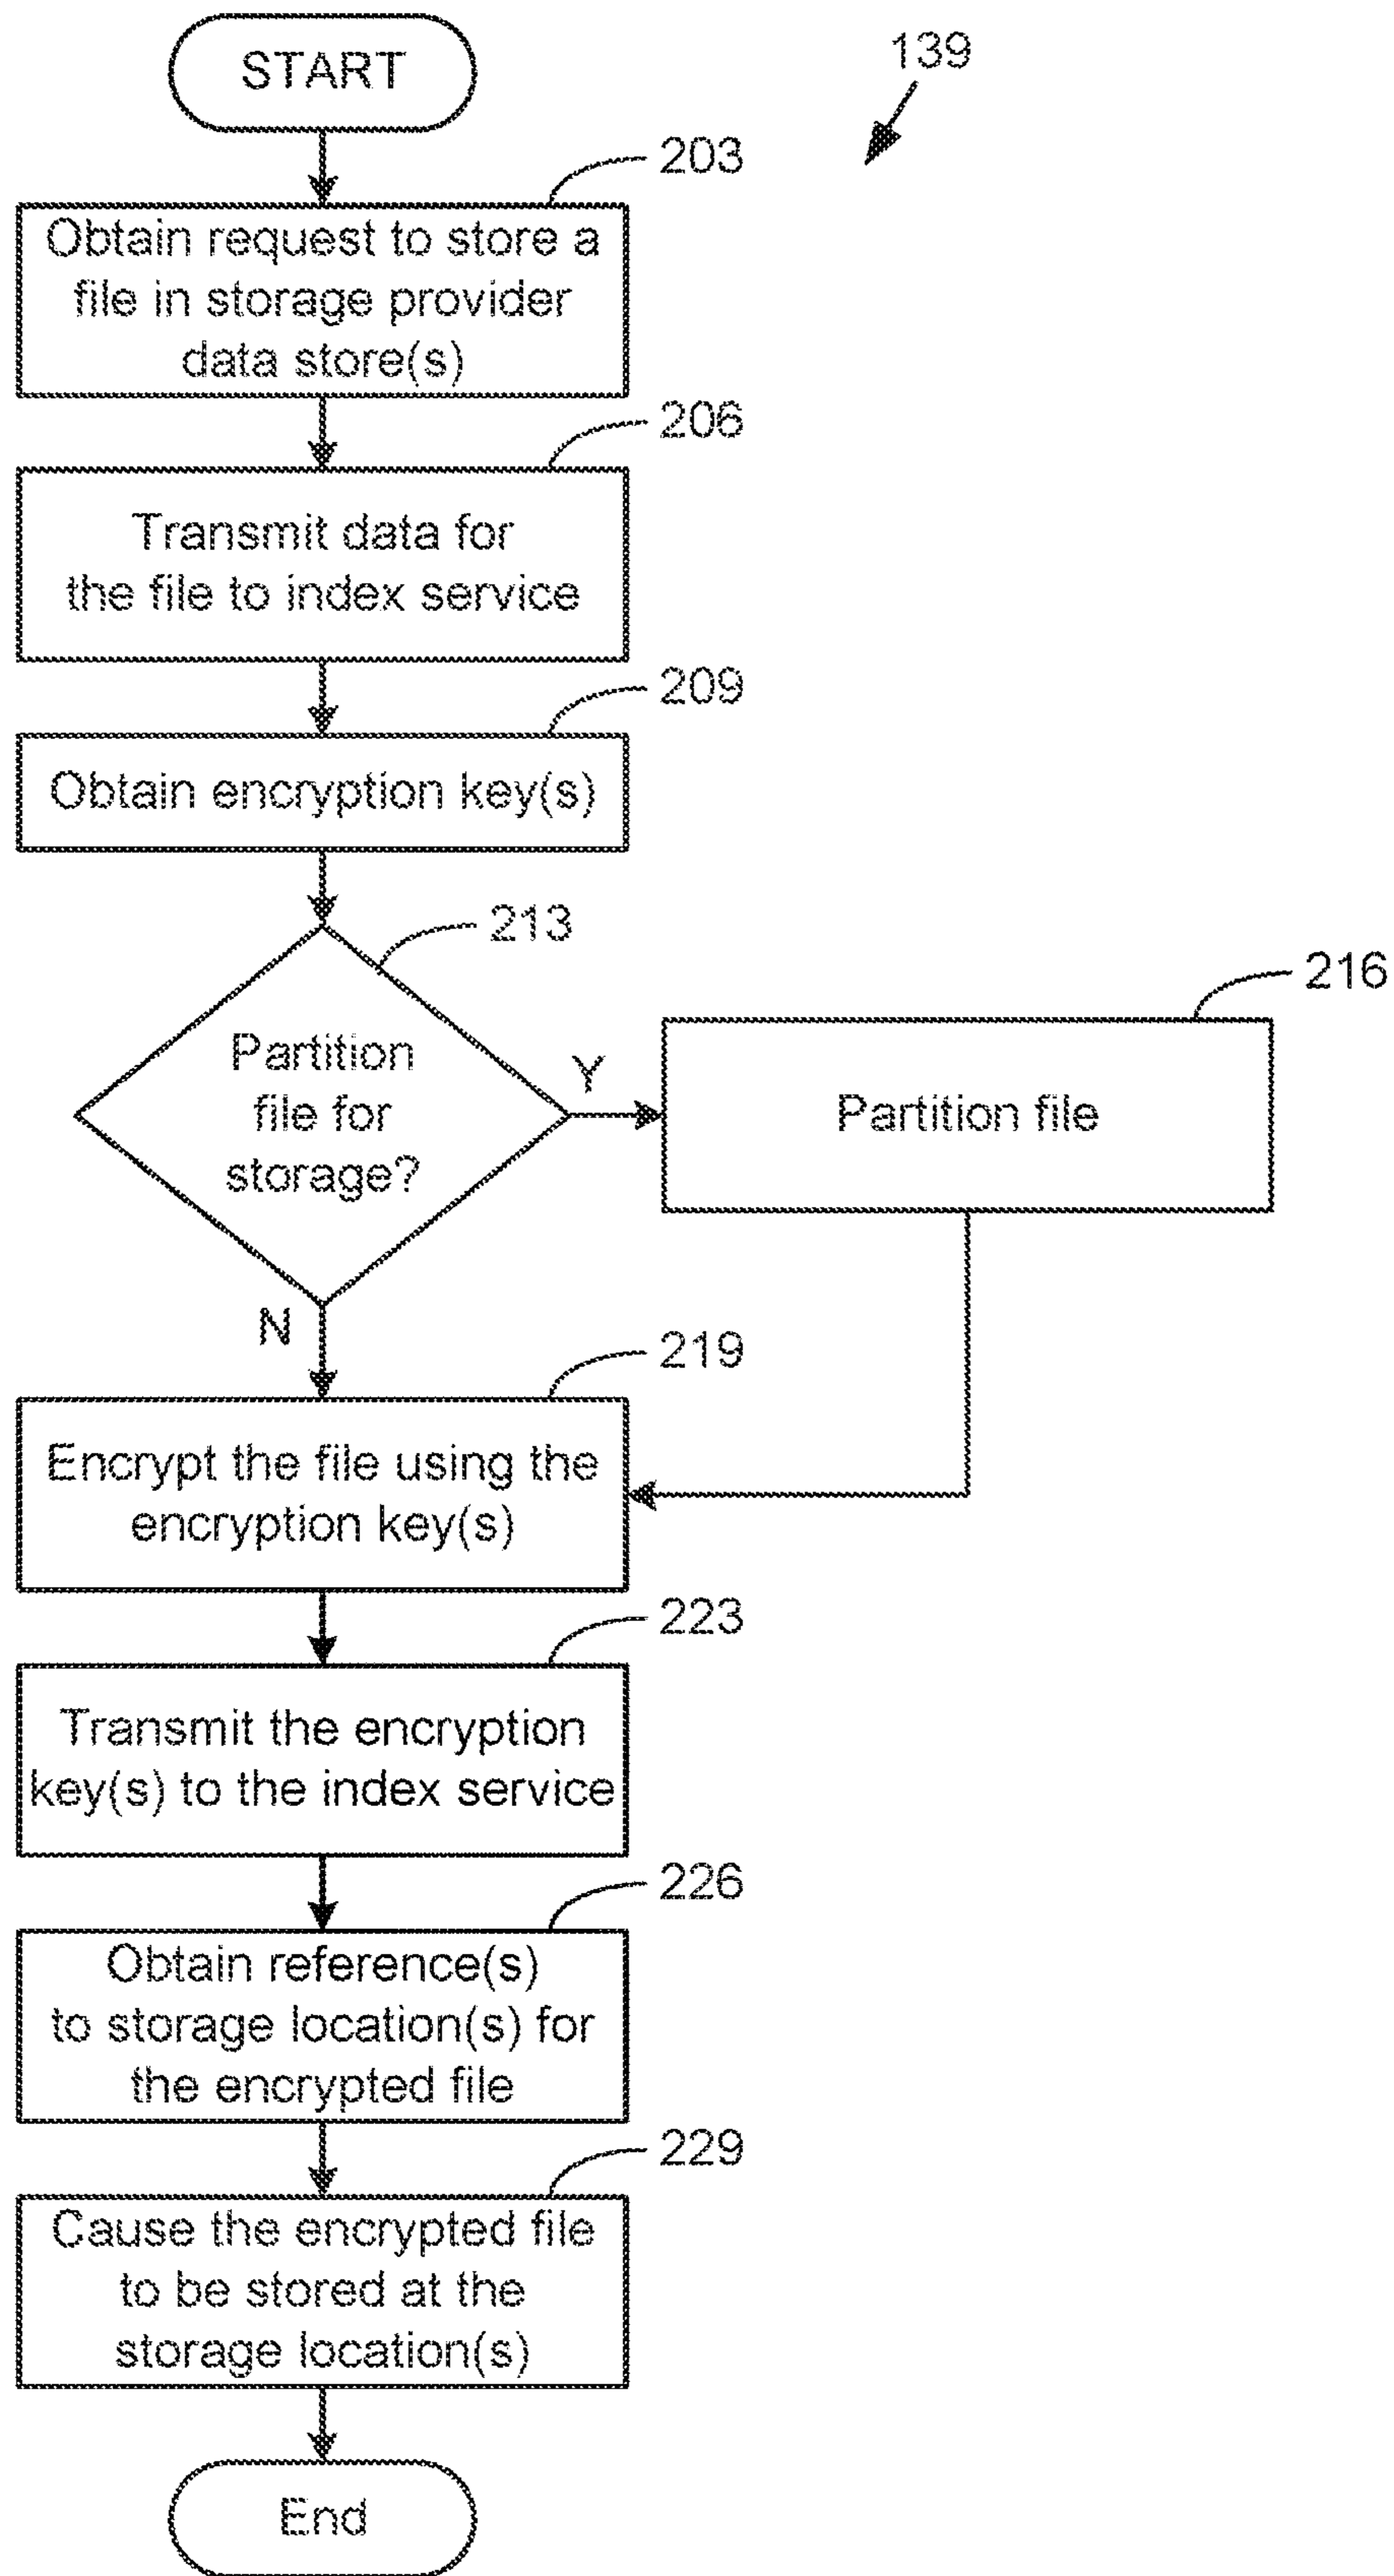 START
139
203
Obtain request to store a
file in storage provider
data store(s)
206
Transmit data for
the file to index service
209
Obtain encryption key(s)
213
Partition
file for
storage?
Y
216
Partition file
N
219
Encrypt the file using the
encryption key(s)
223
Transmit the encryption
key(s) to the index service
226
Obtain reference(s)
to storage location(s) for
the encrypted file
229
Cause the encrypted file
to be stored at the
storage location(s)
End